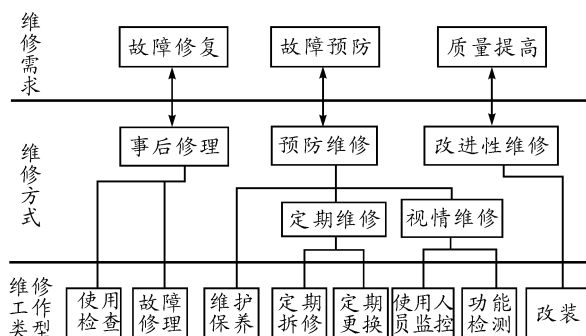 维修需求
故障修复
故障预防
质量提高
维修方式
事后修理
预防维修
改进性维修
定期维修
视情维修
维修
工作
类型
使用
检查
故障
修理
维护
保养
定期
拆修
定期
更换
使用人
员监控
功能
检测
改装